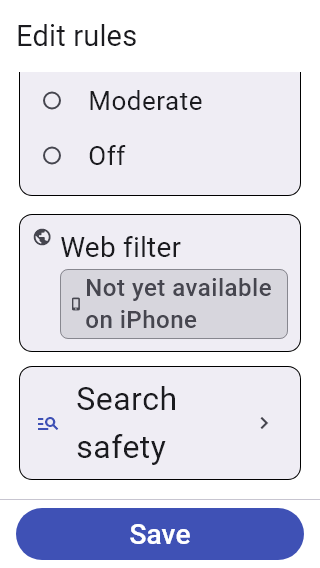 Edit rules
Moderate
Off
Web filter
Not yet available
on iPhone
Search
safety
Save